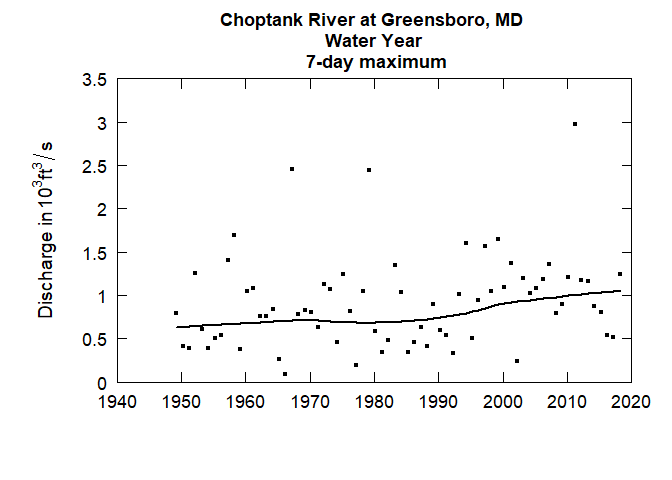 Choptank River at Greensboro, MD
Water Year
7-day maximum
3.5
3
2.5
2
1.5
1
0.5
0
Discharge in 10³ft³/s
1940 1950 1960 1970 1980 1990 2000 2010 2020